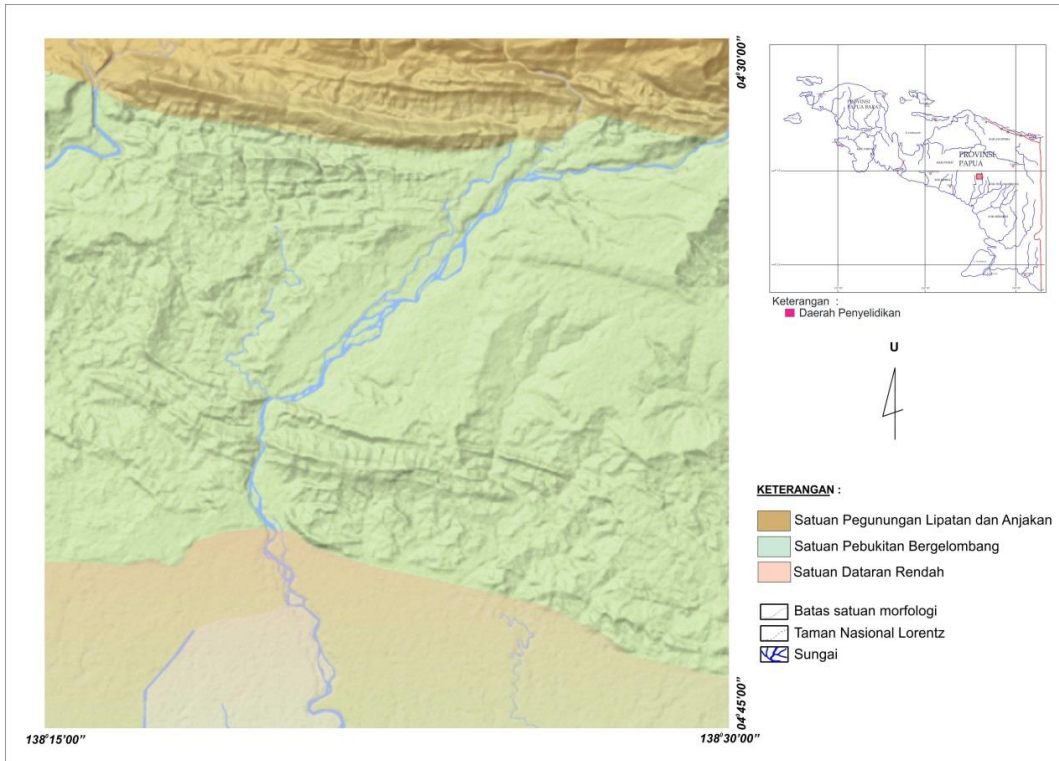 04°30'00"
PROVINSI
PAPUA BARAT
PROVINSI
PAPUA
Keterangan :
Daerah Penyelidikan
U
KETERANGAN :
Satuan Pegunungan Lipatan dan Anjakan
Satuan Pebukitan Bergelombang
Satuan Dataran Rendah
Batas satuan morfologi
Taman Nasional Lorentz
Sungai
04°45'00"
138°15'00"
138°30'00"